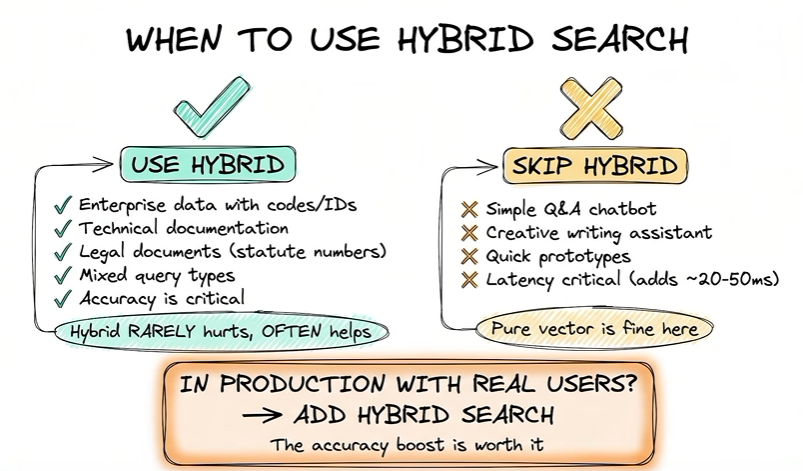 WHEN TO USE HYBRID SEARCH
USE HYBRID
Enterprise data with codes/IDs
Technical documentation
Legal documents (statute numbers)
Mixed query types
Accuracy is critical
Hybrid RARELY hurts, OFTEN helps
SKIP HYBRID
Simple Q&A chatbot
Creative writing assistant
Quick prototypes
Latency critical (adds ~20-50ms)
Pure vector is fine here
IN PRODUCTION WITH REAL USERS?
→ ADD HYBRID SEARCH
The accuracy boost is worth it